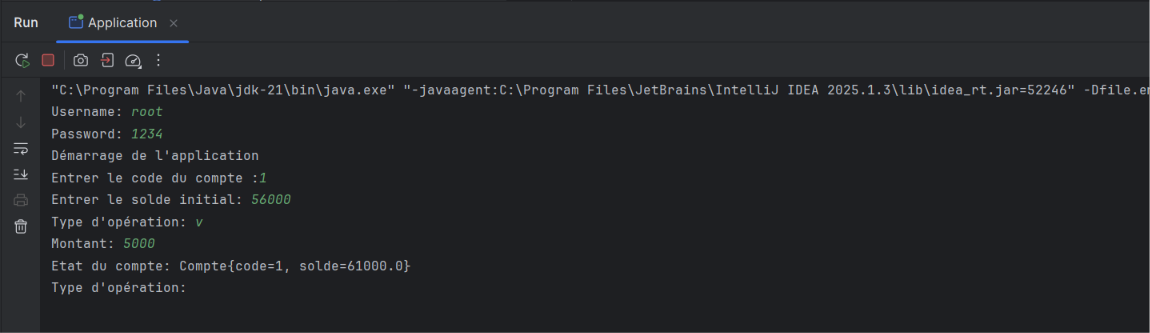 Run
Application
"C:\Program Files\Java\jdk-21\bin\java.exe" "-javaagent:C:\Program Files\JetBrains\IntelliJ IDEA 2025.1.3\lib\idea_rt.jar=52246" -Dfile.en
Username: root
Password: 1234
Démarrage de l'application
Entrer le code du compte :1
Entrer le solde initial: 56000
Type d'opération: v
Montant: 5000
Etat du compte: Compte{code=1, solde=61000.0}
Type d'opération: